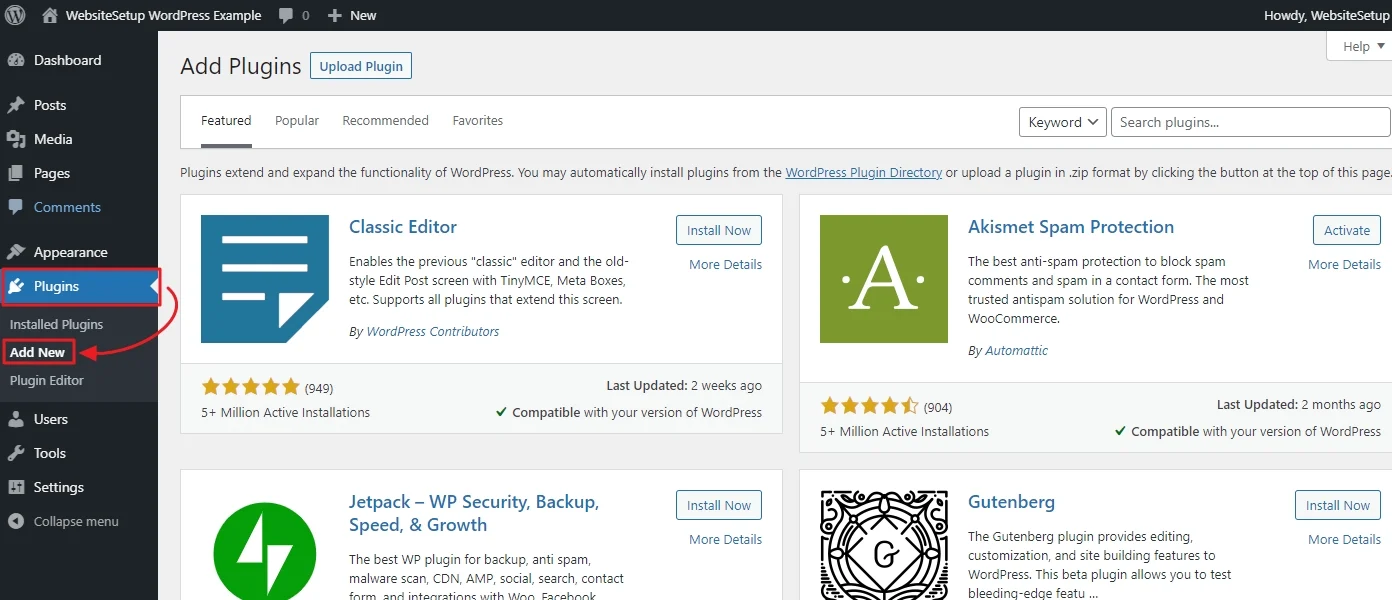 WebsiteSetup WordPress Example 0 New Howdy, WebsiteSetup
Help
Dashboard
Posts
Media
Pages
Comments
Appearance
Plugins
Installed Plugins
Add New
Plugin Editor
Users
Tools
Settings
Collapse menu
Add Plugins Upload Plugin
Featured Popular Recommended Favorites Keyword Search plugins...
Plugins extend and expand the functionality of WordPress. You may automatically install plugins from the WordPress Plugin Directory or upload a plugin in .zip format by clicking the button at the top of this page.
Classic Editor
Install Now
More Details
Enables the previous "classic" editor and the old-
style Edit Post screen with TinyMCE, Meta Boxes,
etc. Supports all plugins that extend this screen.
By WordPress Contributors
(949)
5+ Million Active Installations
Last Updated: 2 weeks ago
Compatible with your version of WordPress
A
Akismet Spam Protection
Activate
More Details
The best anti-spam protection to block spam
comments and spam in a contact form. The most
trusted antispam solution for WordPress and
WooCommerce.
By Automattic
(904)
5+ Million Active Installations
Last Updated: 2 months ago
Compatible with your version of WordPress
Jetpack – WP Security, Backup,
Speed, & Growth
Install Now
More Details
The best WP plugin for backup, anti spam,
malware scan, CDN, AMP, social, search, contact
form, and integrations with Woo, Facebook,
G
Gutenberg
Install Now
More Details
The Gutenberg plugin provides editing,
customization, and site building features to
WordPress. This beta plugin allows you to test
bleeding-edge featu ...